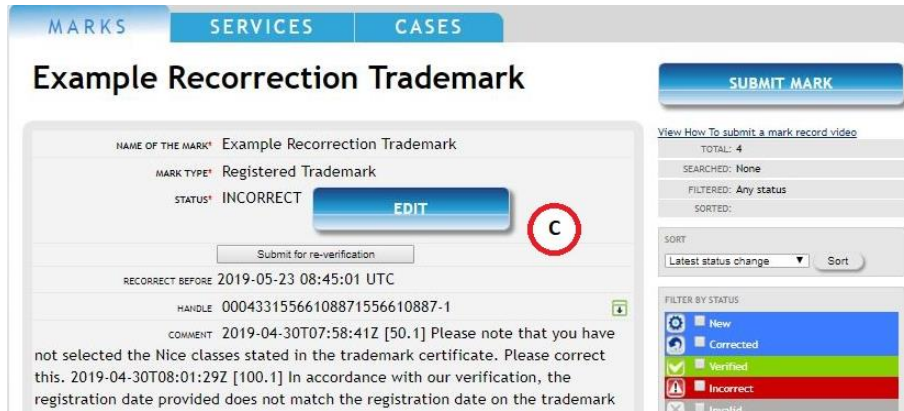 MARKS SERVICES CASES
Example Recorrection Trademark
NAME OF THE MARK* Example Recorrection Trademark
MARK TYPE* Registered Trademark
STATUS* INCORRECT EDIT
C
Submit for re-verification
RECORRECT BEFORE 2019-05-23 08:45:01 UTC
HANDLE 00043315566108871556610887-1
COMMENT 2019-04-30T07:58:41Z [50.1] Please note that you have
not selected the Nice classes stated in the trademark certificate. Please correct
this. 2019-04-30T08:01:29Z [100.1] In accordance with our verification, the
registration date provided does not match the registration date on the trademark
SUBMIT MARK
View How To submit a mark record video
TOTAL: 4
SEARCHED: None
FILTERED: Any status
SORTED:
SORT
Latest status change Sort
FILTER BY STATUS
New
Corrected
Verified
Incorrect
Invalid